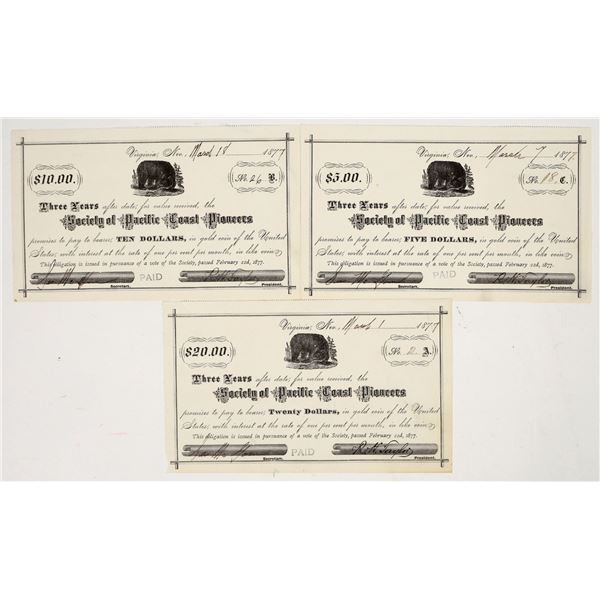 Virginia, Nev., March 18 1877
$10.00.
No. 26 B.
Three Years after date, for value received, the
Society of Pacific Coast Pioneers
promises to pay to bearer, TEN DOLLARS, in gold coin of the United
States, with interest at the rate of one per cent per month, in like coin
This obligation is issued in pursuance of a vote of the Society, passed February 22d, 1877.
PAID R. H. Taylor
Secretary. President.
Virginia, Nev., March 7 1877
$5.00.
No. 18. C.
Three Years after date, for value received, the
Society of Pacific Coast Pioneers
promises to pay to bearer, FIVE DOLLARS, in gold coin of the United
States, with interest at the rate of one per cent per month, in like coin
This obligation is issued in pursuance of a vote of the Society, passed February 22d, 1877.
PAID R. H. Taylor
Secretary. President.
Virginia, Nev., March 1 1877
$20.00.
No. 2. A.
Three Years after date, for value received, the
Society of Pacific Coast Pioneers
promises to pay to bearer, Twenty Dollars, in gold coin of the United
States, with interest at the rate of one per cent per month, in like coin
This obligation is issued in pursuance of a vote of the Society, passed February 22d, 1877.
PAID R. H. Taylor
Secretary. President.